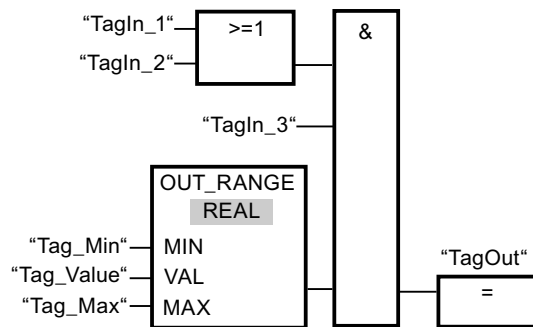 “TagIn_1“
>=1
&
“TagIn_2“
“TagIn_3“
OUT_RANGE
REAL
“Tag_Min“
MIN
“Tag_Value“
VAL
“Tag_Max“
MAX
“TagOut“
=